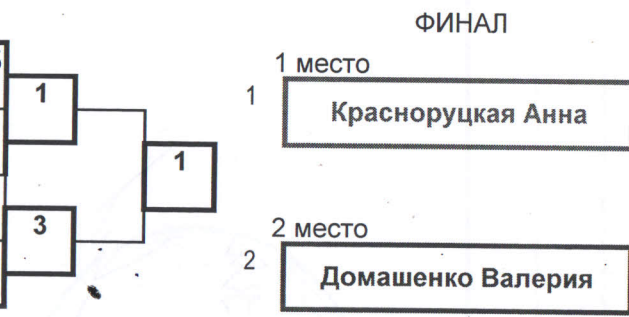 ФИНАЛ
1 место
1 Красноруцкая Анна
1
1
3
2 место
2 Домашенко Валерия